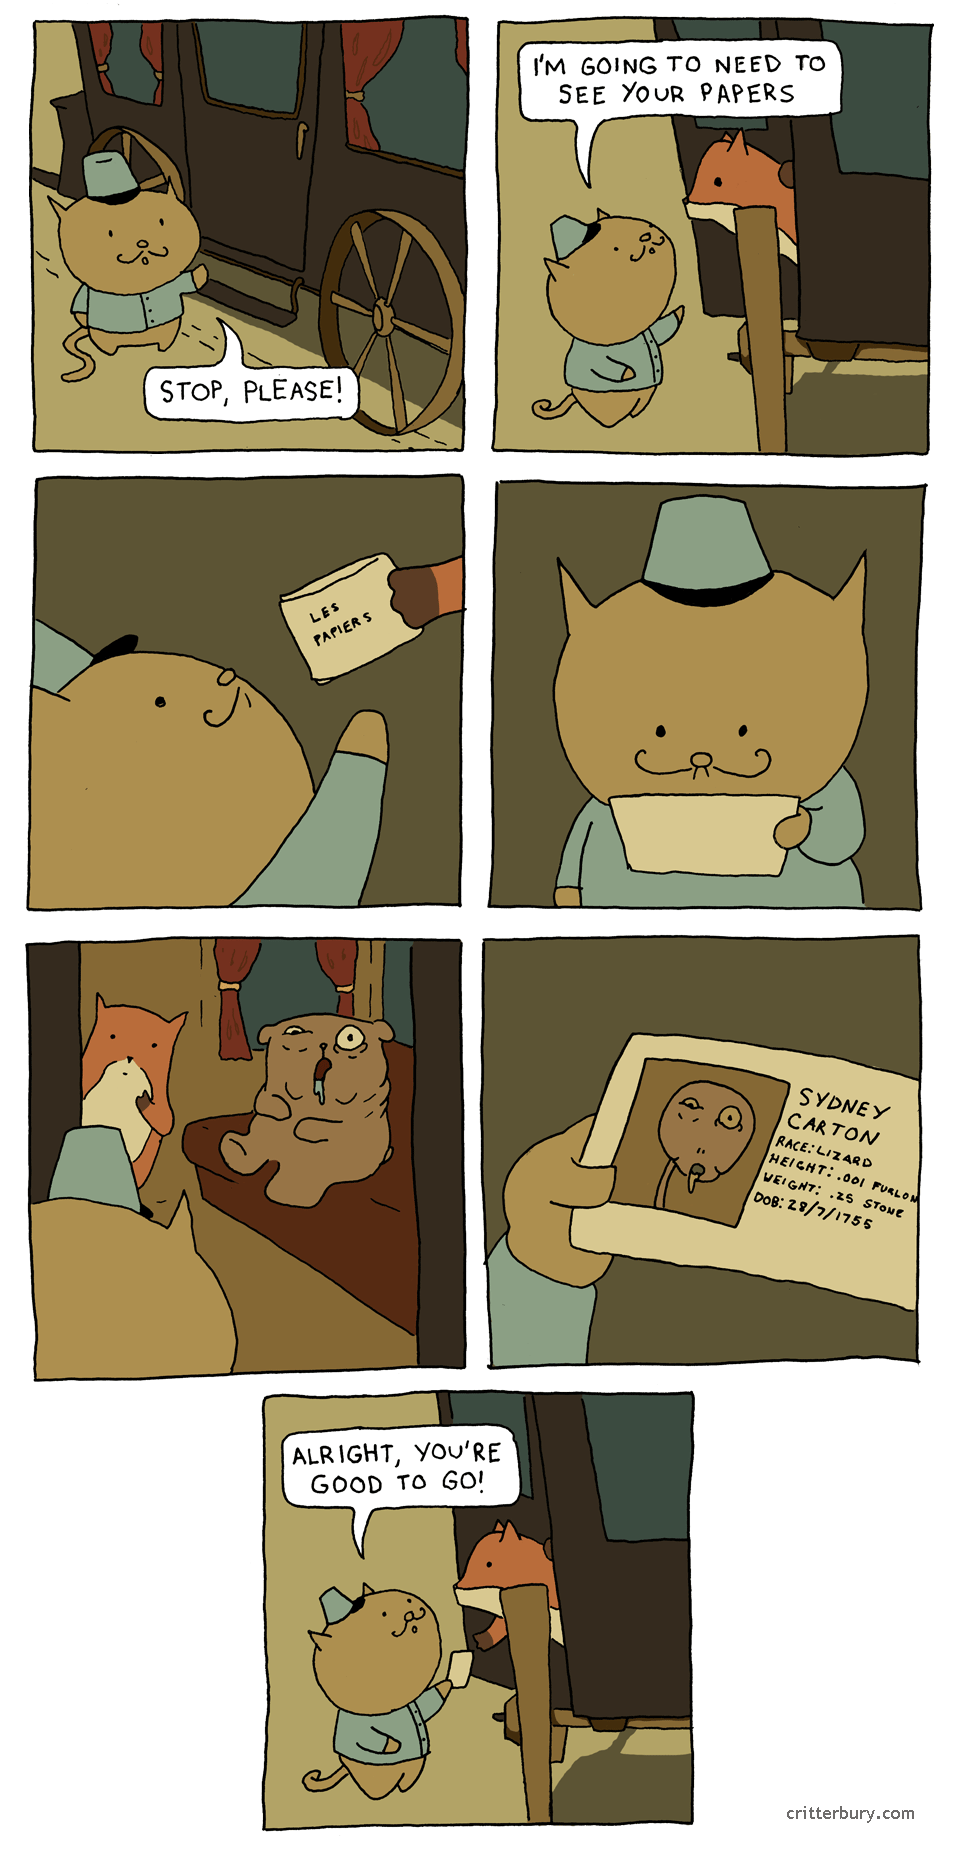 STOP, PLEASE!
I'M GOING TO NEED TO
SEE YOUR PAPERS
LES
PAPIERS
SYDNEY
CARTON
RACE: LIZARD
HEIGHT: .001 FURLON
WEIGHT: .25 STONE
DOB: 28/7/1755
ALRIGHT, YOU'RE
GOOD TO GO!
critterbury.com